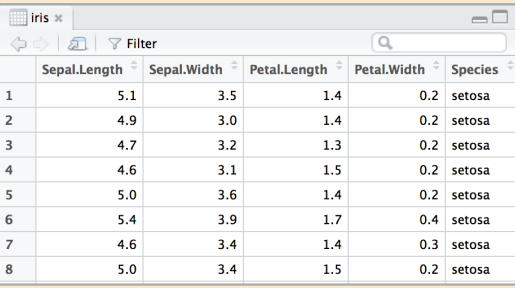 iris
Filter
Sepal.Length Sepal.Width Petal.Length Petal.Width Species
1 5.1 3.5 1.4 0.2 setosa
2 4.9 3.0 1.4 0.2 setosa
3 4.7 3.2 1.3 0.2 setosa
4 4.6 3.1 1.5 0.2 setosa
5 5.0 3.6 1.4 0.2 setosa
6 5.4 3.9 1.7 0.4 setosa
7 4.6 3.4 1.4 0.3 setosa
8 5.0 3.4 1.5 0.2 setosa